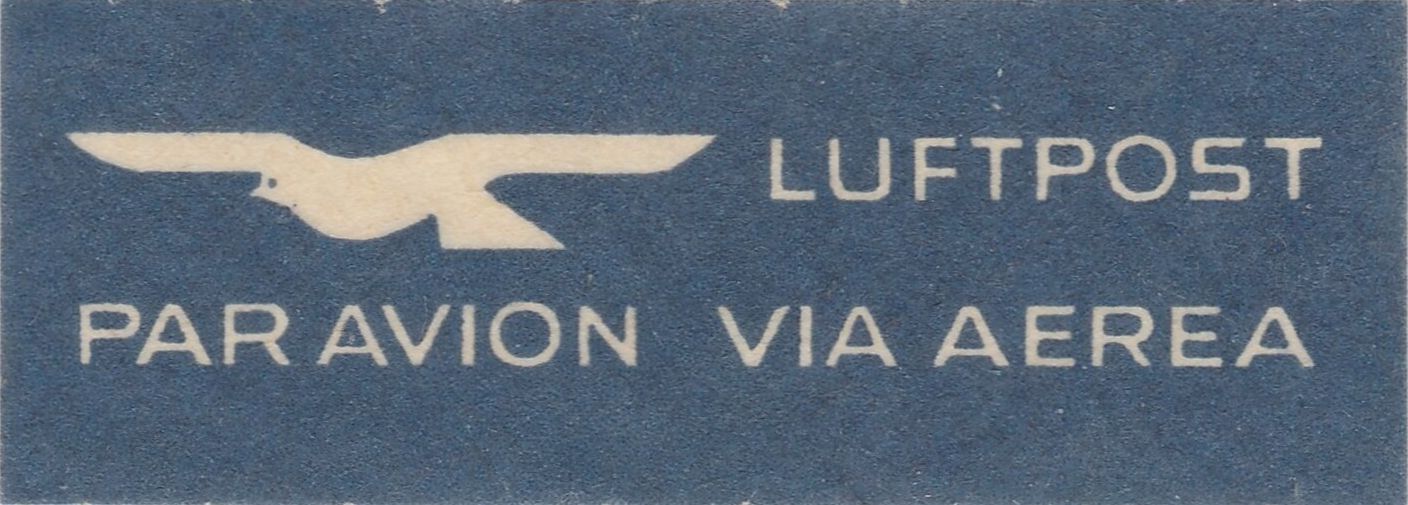 LUFTPOST
PAR AVION VIA AEREA